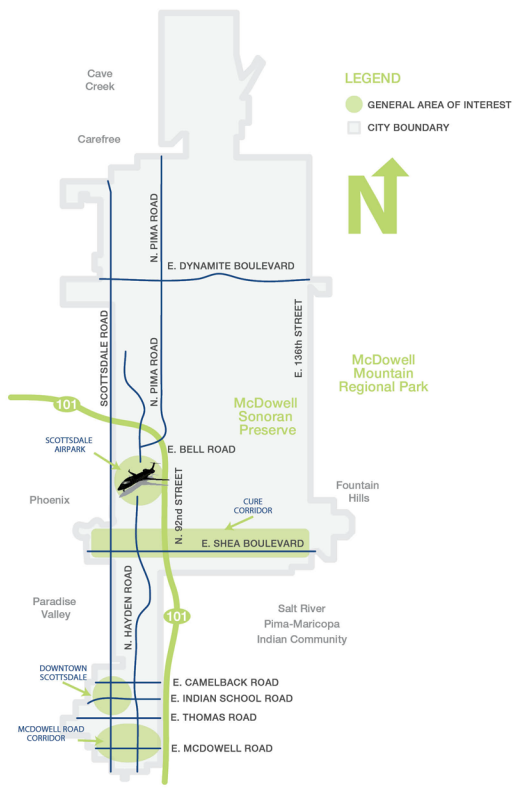 Cave
Creek
LEGEND
GENERAL AREA OF INTEREST
CITY BOUNDARY
Carefree
N
N. PIMA ROAD
E. DYNAMITE BOULEVARD
SCOTTSDALE ROAD
N. PIMA ROAD
E. 136th STREET
McDowell
Mountain
Regional Park
101
McDowell
Sonoran
Preserve
SCOTTSDALE
AIRPARK
E. BELL ROAD
Phoenix
N. 92nd STREET
CURE
CORRIDOR
Fountain
Hills
E. SHEA BOULEVARD
Paradise
Valley
N. HAYDEN ROAD
101
Salt River
Pima-Maricopa
Indian Community
DOWNTOWN
SCOTTSDALE
E. CAMELBACK ROAD
E. INDIAN SCHOOL ROAD
E. THOMAS ROAD
MCDOWELL ROAD
CORRIDOR
E. MCDOWELL ROAD